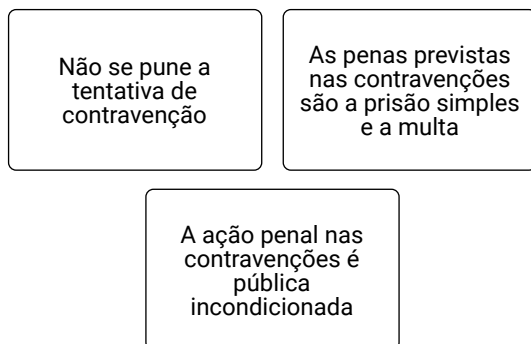 Não se pune a
tentativa de
contravenção
As penas previstas
nas contravenções
são a prisão simples
e a multa
A ação penal nas
contravenções é
pública
incondicionada